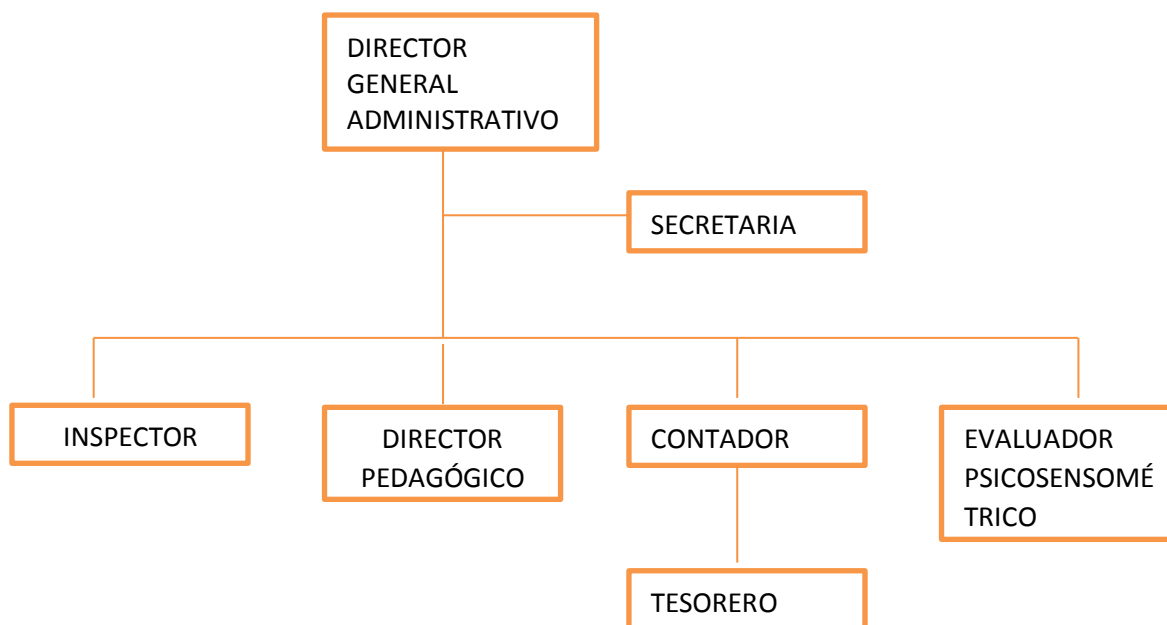 DIRECTOR
GENERAL
ADMINISTRATIVO
SECRETARIA
INSPECTOR
DIRECTOR
PEDAGÓGICO
CONTADOR
EVALUADOR
PSICOSENSOMÉ
TRICO
TESORERO